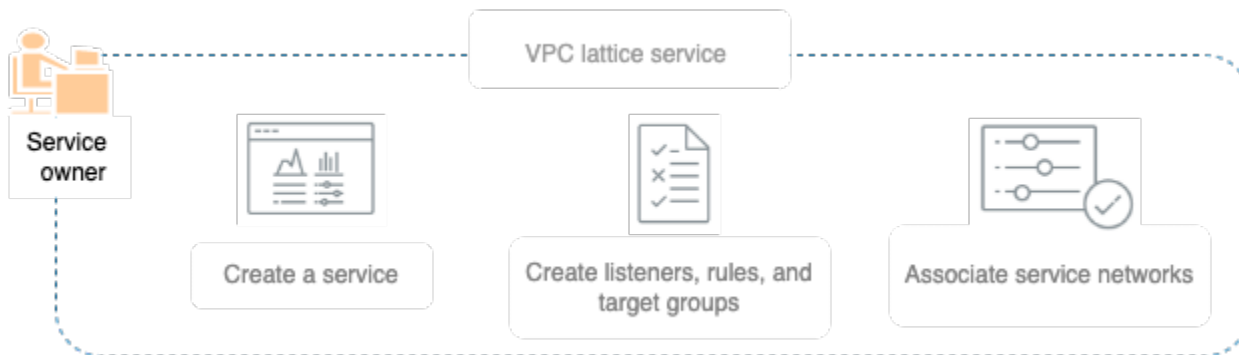 VPC lattice service
Service
owner
Create a service
Create listeners, rules, and
target groups
Associate service networks